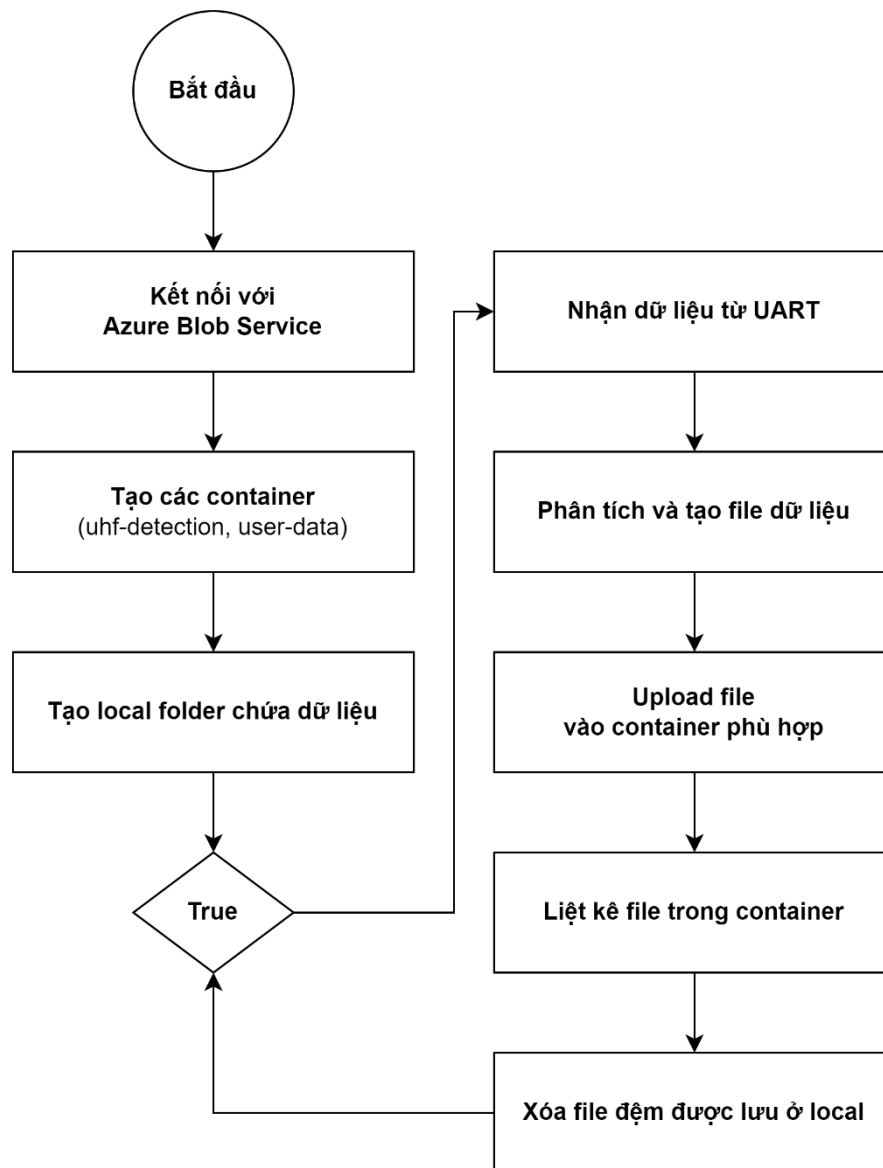 Bắt đầu
Kết nối với
Azure Blob Service
Tạo các container
(uhf-detection, user-data)
Tạo local folder chứa dữ liệu
True
Nhận dữ liệu từ UART
Phân tích và tạo file dữ liệu
Upload file
vào container phù hợp
Liệt kê file trong container
Xóa file đệm được lưu ở local